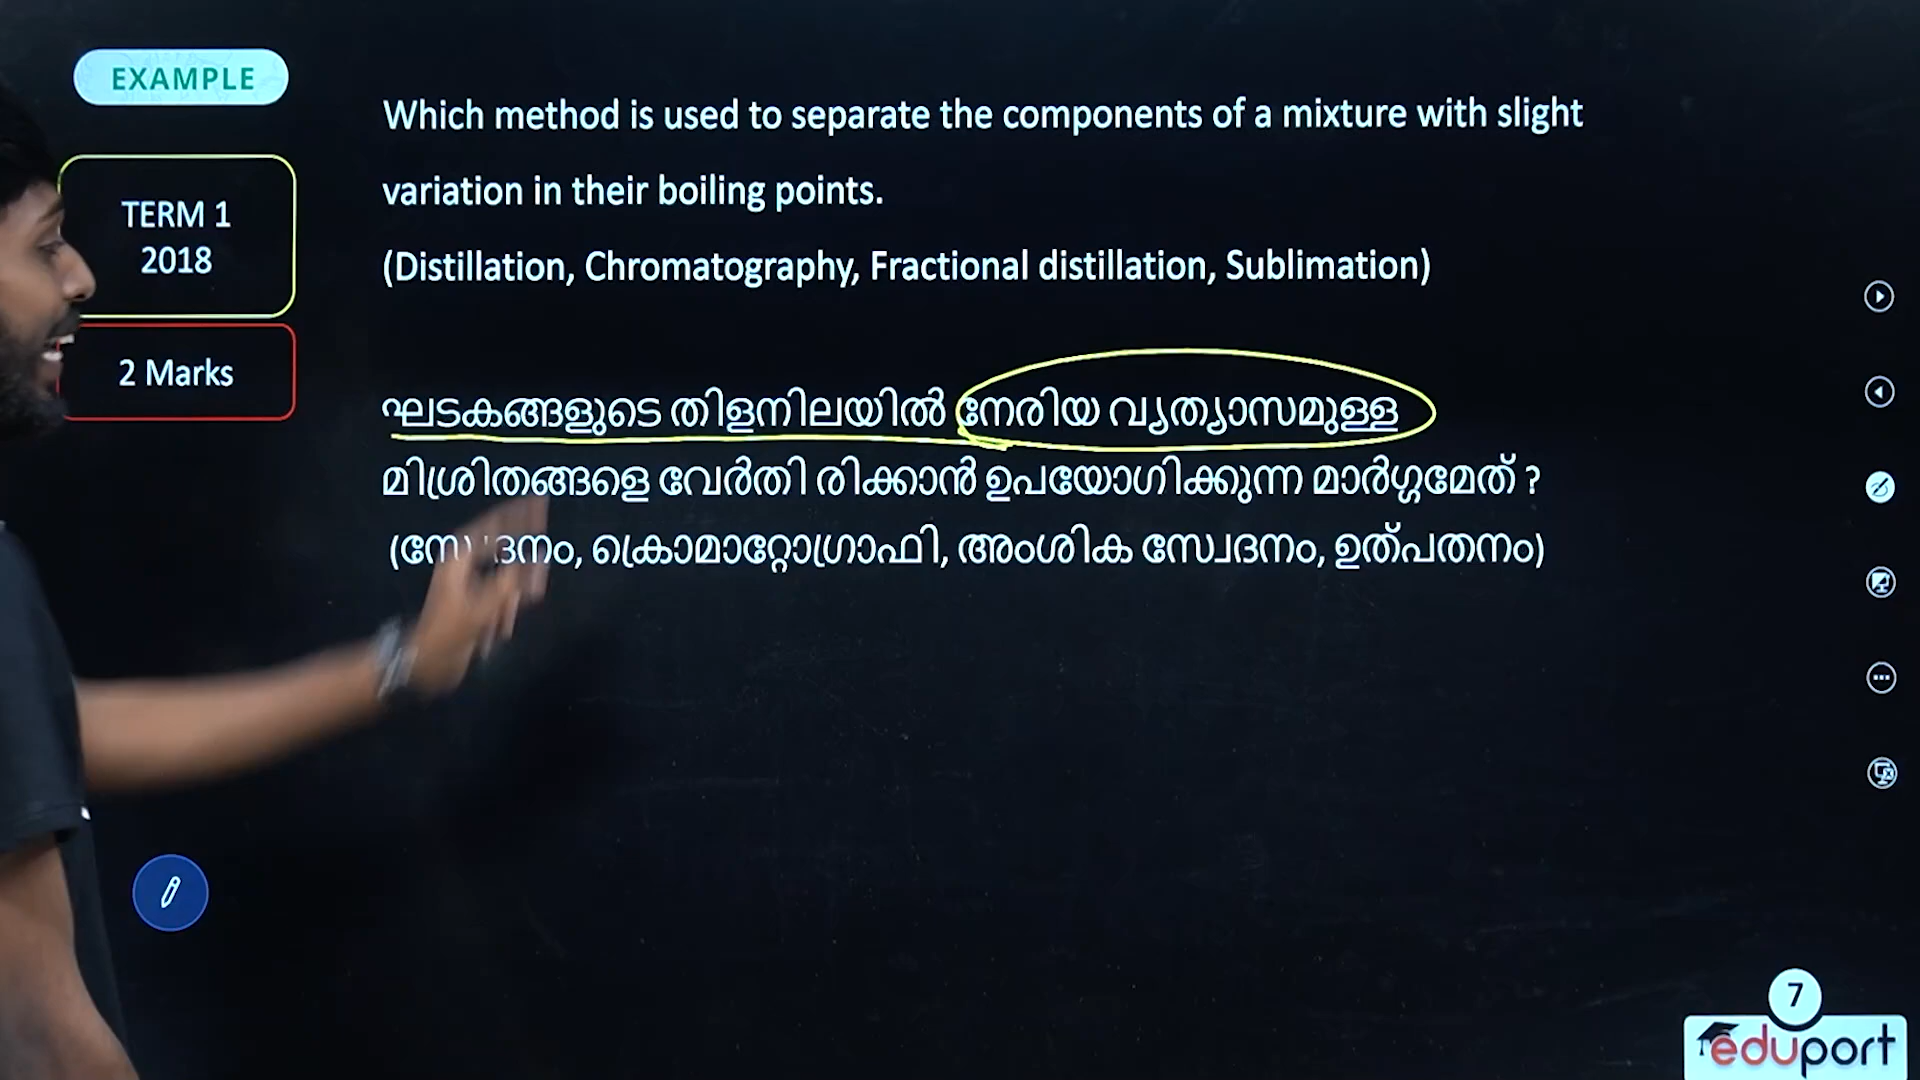 EXAMPLE
TERM 1
2018
2 Marks
Which method is used to separate the components of a mixture with slight
variation in their boiling points.
(Distillation, Chromatography, Fractional distillation, Sublimation)
ഘടകങ്ങളുടെ തിളനിലയിൽ നേരിയ വ്യത്യാസമുള്ള
മിശ്രിതങ്ങളെ വേർതി രിക്കാൻ ഉപയോഗിക്കുന്ന മാർഗ്ഗമേത് ?
ക്രൊമാറ്റോഗ്രാഫി, അംശിക സ്വേദനം, ഉത്പതനം)
7
eduport